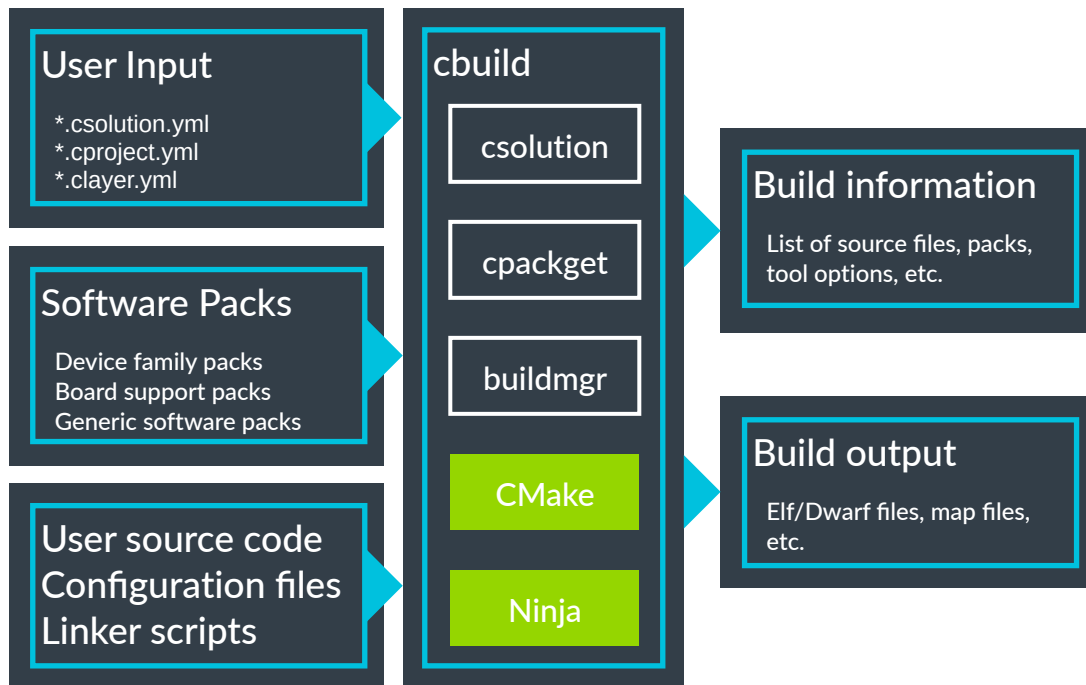 User Input
*.csolution.yml
*.cproject.yml
*.clayer.yml
Software Packs
Device family packs
Board support packs
Generic software packs
User source code
Configuration files
Linker scripts
cbuild
csolution
cpackget
buildmgr
CMake
Ninja
Build information
List of source files, packs,
tool options, etc.
Build output
Elf/Dwarf files, map files,
etc.